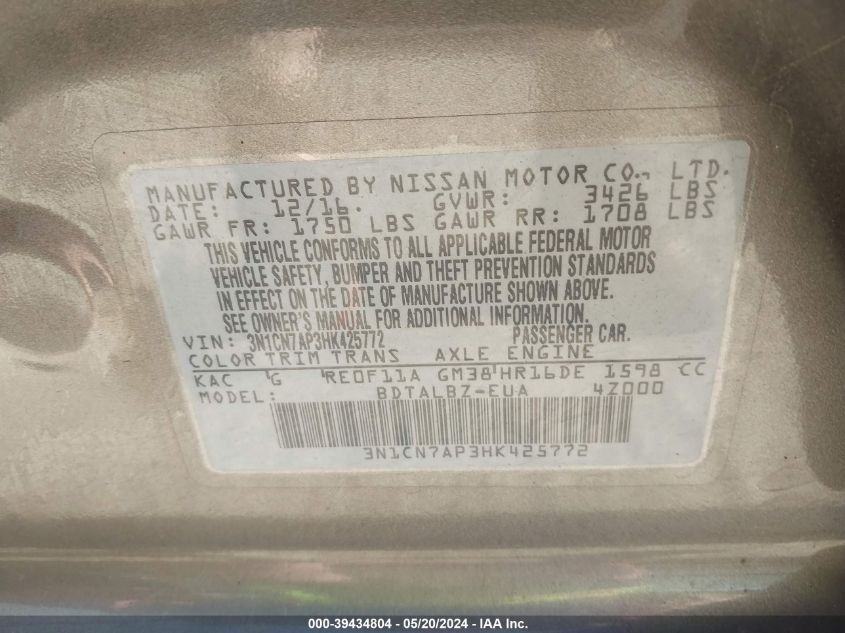 MANUFACTURED BY NISSAN MOTOR CO., LTD.
DATE: 12/16. GVWR: 3426 LBS
GAWR FR: 1750 LBS GAWR RR: 1708 LBS
THIS VEHICLE CONFORMS TO ALL APPLICABLE FEDERAL MOTOR
VEHICLE SAFETY, BUMPER AND THEFT PREVENTION STANDARDS
IN EFFECT ON THE DATE OF MANUFACTURE SHOWN ABOVE.
SEE OWNER'S MANUAL FOR ADDITIONAL INFORMATION.
VIN: 3N1CN7AP3HK425772 PASSENGER CAR.
COLOR TRIM TRANS AXLE ENGINE
KAC G RE0F11A GM38 HR16DE 1598 CC
MODEL: BDTALBZ-EUA 4Z000
3N1CN7AP3HK425772
000-39434804 — 05/20/2024 — IAA Inc.